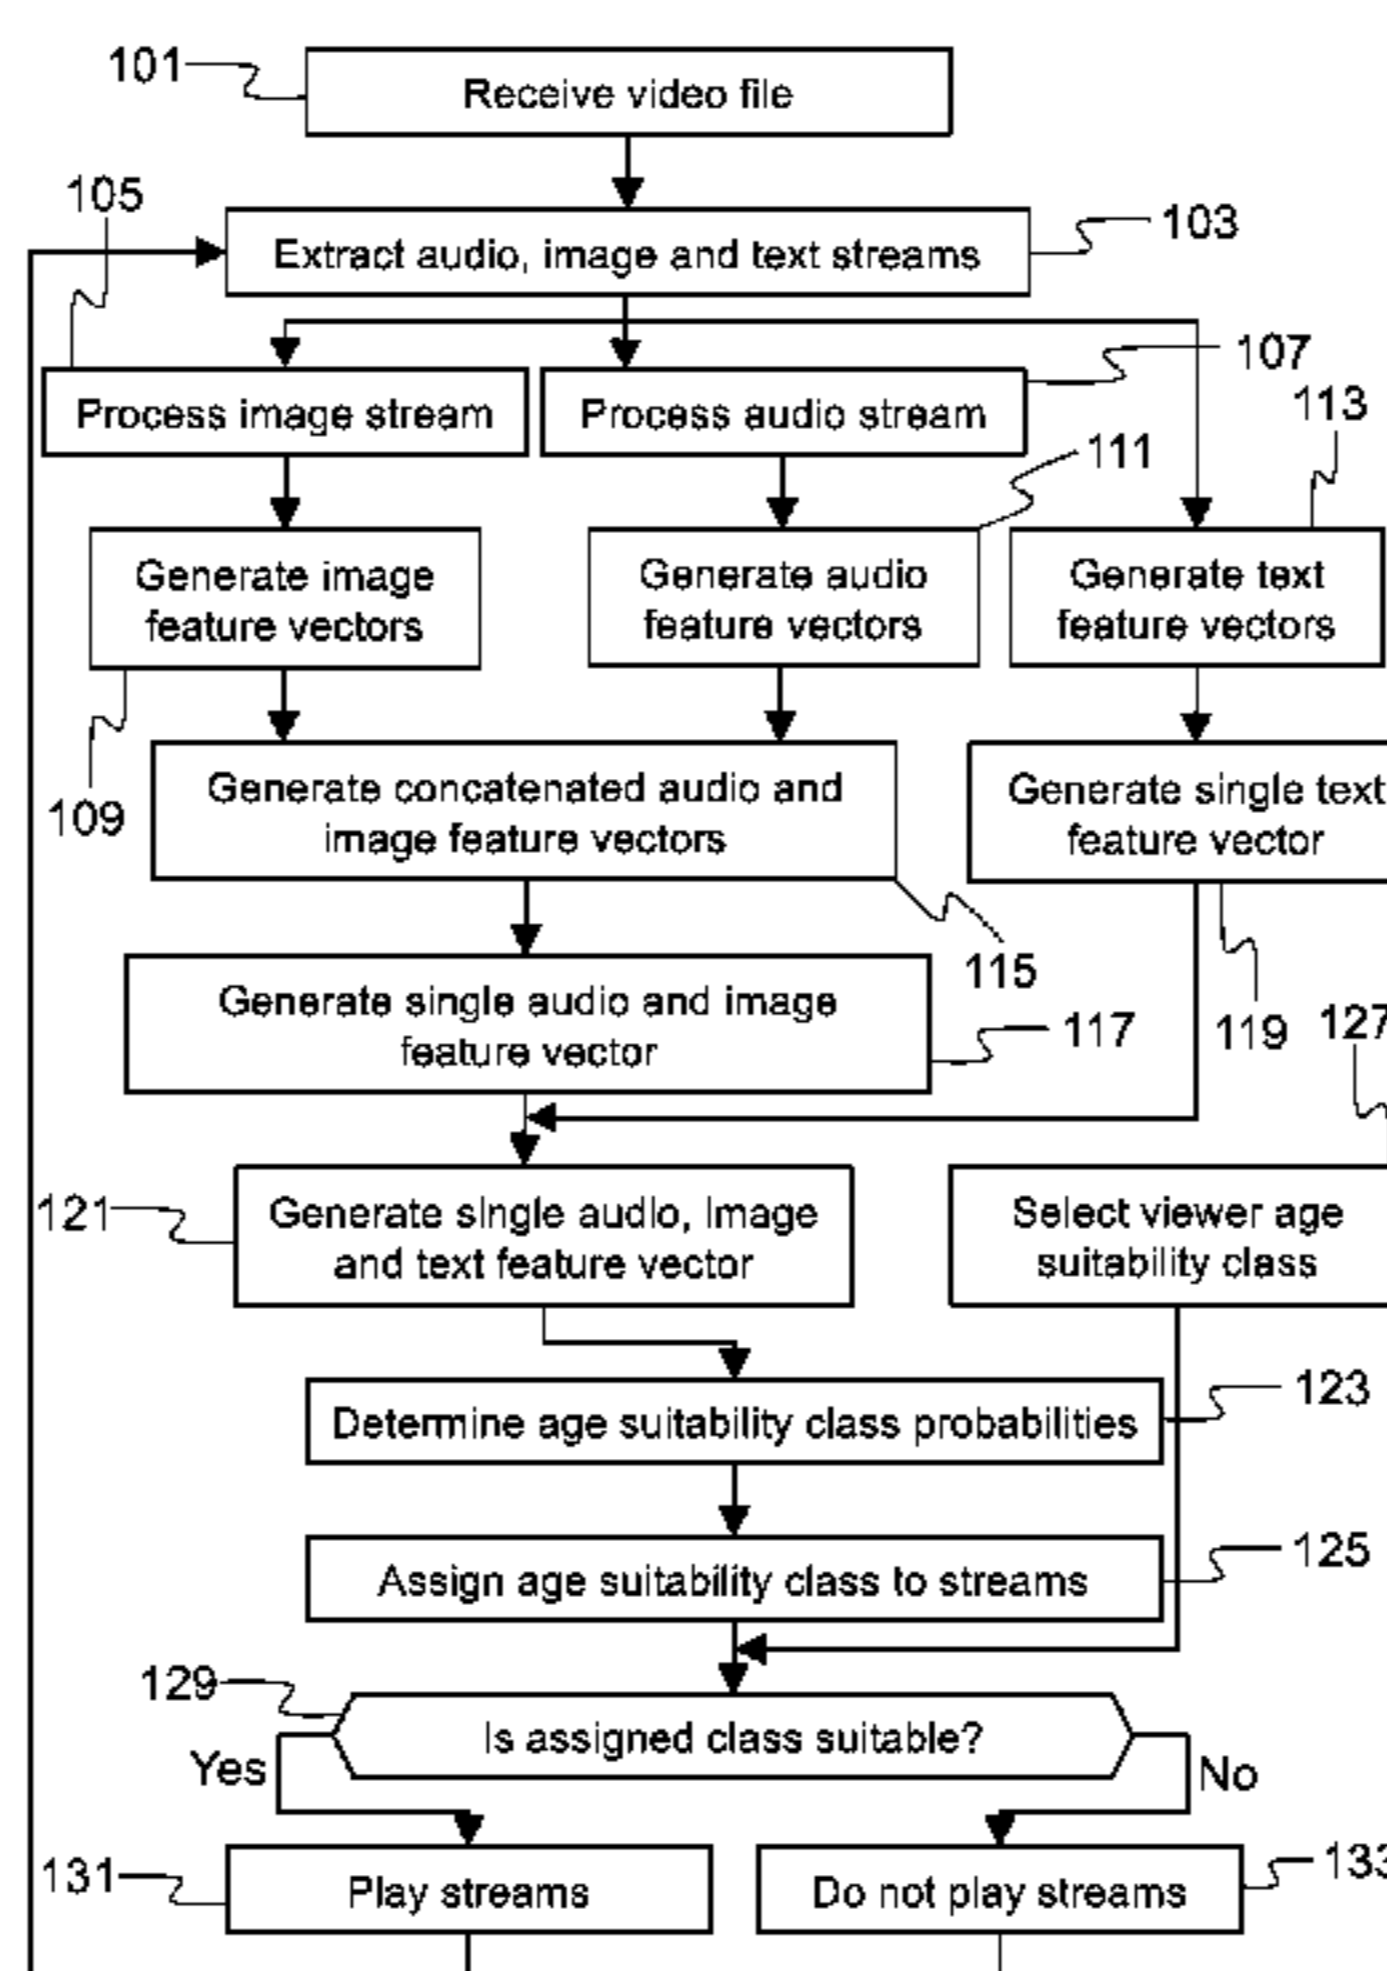 101
Receive video file
105
103
Extract audio, image and text streams
107
Process image stream
Process audio stream
113
111
Generate image
feature vectors
Generate audio
feature vectors
Generate text
feature vectors
109
Generate concatenated audio and
image feature vectors
Generate single text
feature vector
115
Generate single audio and image
feature vector
117
119
127
121
Generate single audio, image
and text feature vector
Select viewer age
suitability class
123
Determine age suitability class probabilities
125
Assign age suitability class to streams
129
Is assigned class suitable?
Yes
No
131
Play streams
Do not play streams
133